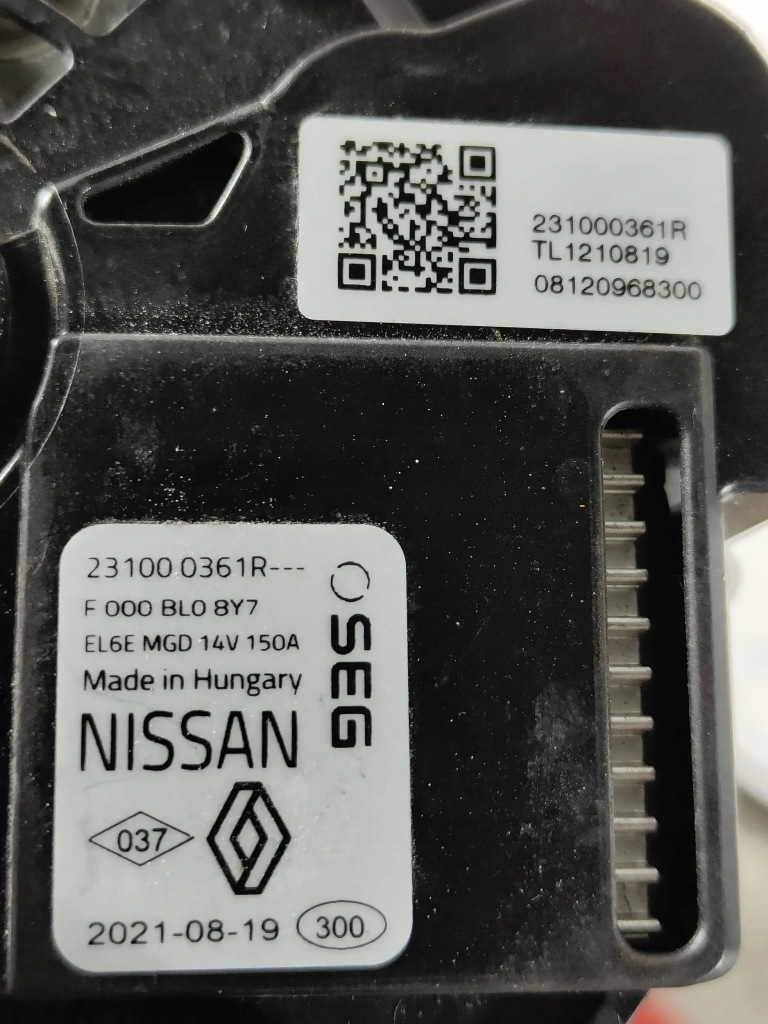 231000361R
TL1210819
08120968300
23100 0361R---
F 000 BL0 8Y7
EL6E MGD 14V 150A
Made in Hungary
NISSAN
SEG
037
2021-08-19 300